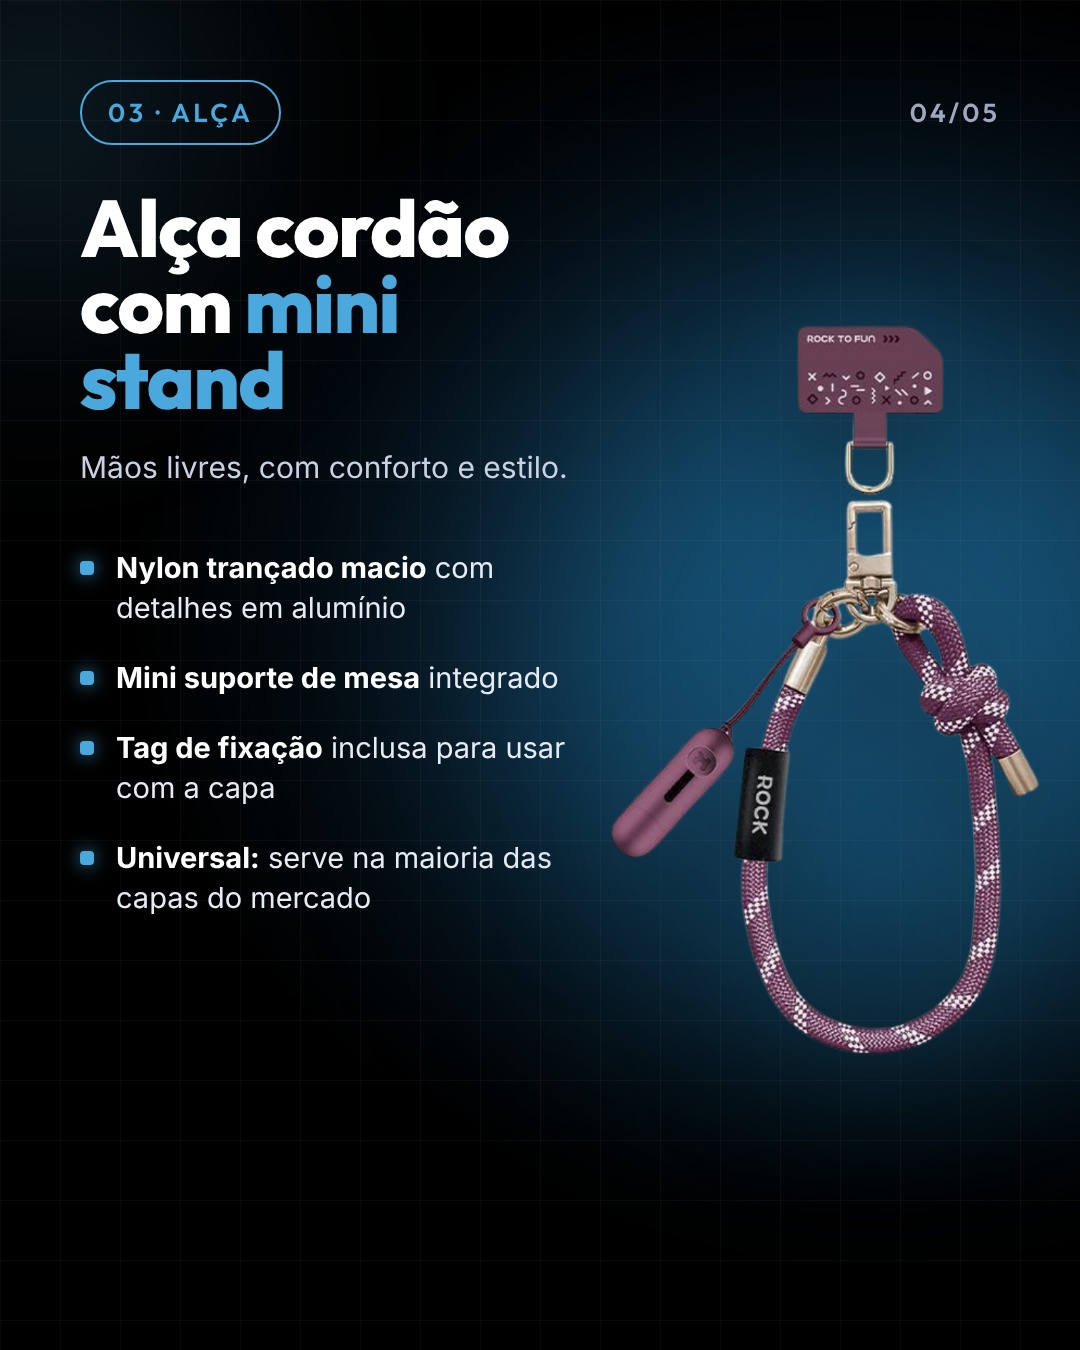 03 · ALÇA
04/05
Alça cordão
com mini
stand
Mãos livres, com conforto e estilo.
Nylon trançado macio com
detalhes em alumínio
Mini suporte de mesa integrado
Tag de fixação inclusa para usar
com a capa
Universal: serve na maioria das
capas do mercado
ROCK TO FUN
ROCK